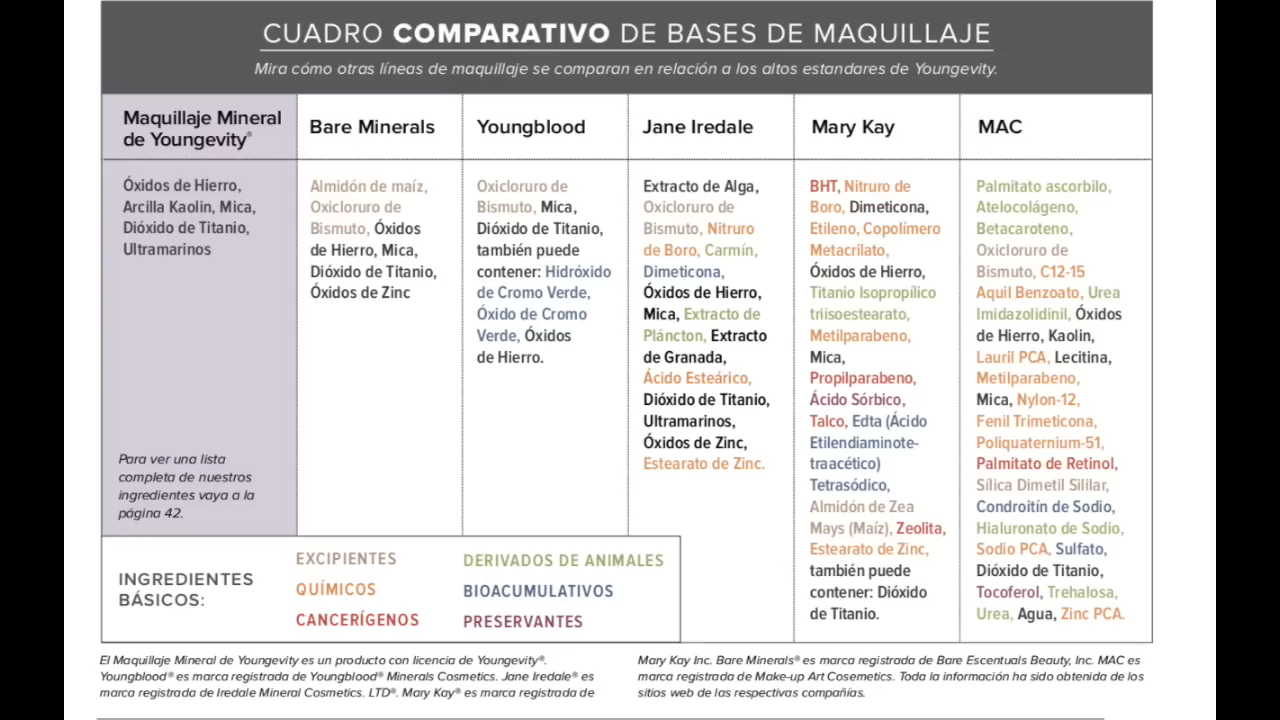 CUADRO COMPARATIVO DE BASES DE MAQUILLAJE
Mira cómo otras líneas de maquillaje se comparan en relación a los altos estandares de Youngevity.
Maquillaje Mineral
de Youngevity®
Óxidos de Hierro,
Arcilla Kaolin, Mica,
Dióxido de Titanio,
Ultramarinos
Para ver una lista
completa de nuestros
ingredientes vaya a la
página 42.
Bare Minerals
Almidón de maíz,
Oxicloruro de
Bismuto, Óxidos
de Hierro, Mica,
Dióxido de Titanio,
Óxidos de Zinc
Youngblood
Oxicloruro de
Bismuto, Mica,
Dióxido de Titanio,
también puede
contener: Hidróxido
de Cromo Verde,
Óxido de Cromo
Verde, Óxidos
de Hierro.
Jane Iredale
Extracto de Alga,
Oxicloruro de
Bismuto, Nitruro
de Boro, Carmín,
Dimeticona,
Óxidos de Hierro,
Mica, Extracto de
Pláncton, Extracto
de Granada,
Ácido Esteárico,
Dióxido de Titanio,
Ultramarinos,
Óxidos de Zinc,
Estearato de Zinc.
Mary Kay
BHT, Nitruro de
Boro, Dimeticona,
Etileno, Copolímero
Metacrilato,
Óxidos de Hierro,
Titanio Isopropílico
triisoestearato,
Metilparabeno,
Mica,
Propilparabeno,
Ácido Sórbico,
Talco, Edta (Ácido
Etilendiaminote-
traacético)
Tetrasódico,
Almidón de Zea
Mays (Maíz), Zeolita,
Estearato de Zinc,
también puede
contener: Dióxido
de Titanio.
MAC
Palmitato ascorbilo,
Atelocolágeno,
Betacaroteno,
Oxicloruro de
Bismuto, C12-15
Aquil Benzoato, Urea
Imidazolidinil, Óxidos
de Hierro, Kaolin,
Lauril PCA, Lecitina,
Metilparabeno,
Mica, Nylon-12,
Fenil Trimeticona,
Poliquaternium-51,
Palmitato de Retinol,
Sílica Dimetil Sililar,
Condroitín de Sodio,
Hialuronato de Sodio,
Sodio PCA, Sulfato,
Dióxido de Titanio,
Tocoferol, Trehalosa,
Urea, Agua, Zinc PCA.
INGREDIENTES
BÁSICOS:
EXCIPIENTES
QUÍMICOS
CANCERÍGENOS
DERIVADOS DE ANIMALES
BIOACUMULATIVOS
PRESERVANTES
El Maquillaje Mineral de Youngevity es un producto con licencia de Youngevity®.
Youngblood® es marca registrada de Youngblood® Minerals Cosmetics. Jane Iredale® es
marca registrada de Iredale Mineral Cosmetics. LTD®. Mary Kay® es marca registrada de
Mary Kay Inc. Bare Minerals® es marca registrada de Bare Escentuals Beauty, Inc. MAC es
marca registrada de Make-up Art Cosemetics. Toda la información ha sido obtenida de los
sitios web de las respectivas compañías.